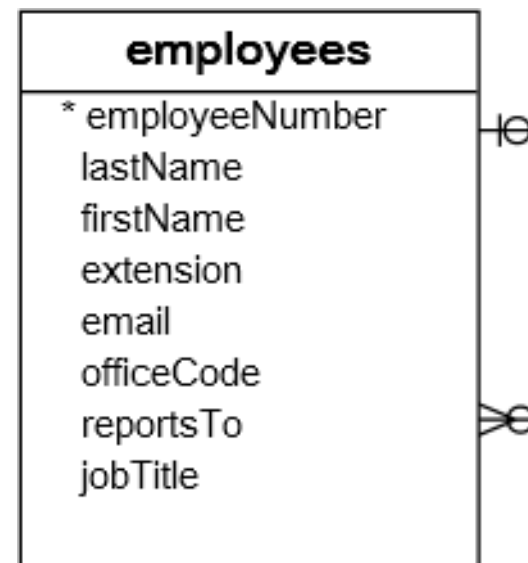 employees
* employeeNumber
lastName
firstName
extension
email
officeCode
reportsTo
jobTitle